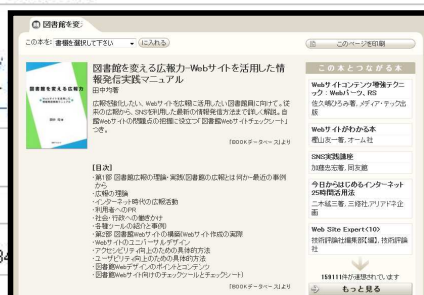 図書館を変え
この本を: 書棚を選択して下さい に入れる
このページを印刷
図書館を変える広報力-Webサイトを活用した情
報発信実践マニュアル
田中均著
広報を強化したい、Webサイトを広報に活用したい図書館員に向けて。従
来の広報から、SNSを利用した最新の情報発信方法まで詳しく解説。自
館Webサイトの問題点の把握に役立つ「図書館Webサイトチェックシート」
つき。
「BOOKデータベース」より
[目次]
・第1部 図書館広報の理論・実践(図書館の広報とは何か-最近の事例
から
・広報の理論
・インターネット時代の広報活動
・利用者へのPR
・社会・行政への働きかけ
・各種ツールの紹介と事例)
・第2部 図書館Webサイトの構築(Webサイト作成の実際
・Webサイトのユニバーサルデザイン
・アクセシビリティ向上のための具体的方法
・ユーザビリティ向上のための具体的方法
・図書館Webデザインのポイントとコンテンツ
・図書館Webサイト向けのチェックツールとチェックシート)
「BOOKデータベース」より
この本とつながる本
Webサイトコンテンツ増強テクニ
ック : Webパーツ、RS
佐久嶋ひろみ著、メディア・テック出
版
Webサイトがわかる本
樫山友一著、オーム社
SNS実践講座
加藤忠宏著、同友館
今日からはじめるインターネット
25時間活用法
二木紘三著、三修社,アリアドネ企
画
Web Site Expert<10>
技術評論社編集部【編】、技術評論
社
159111件が連想されています
もっと見る